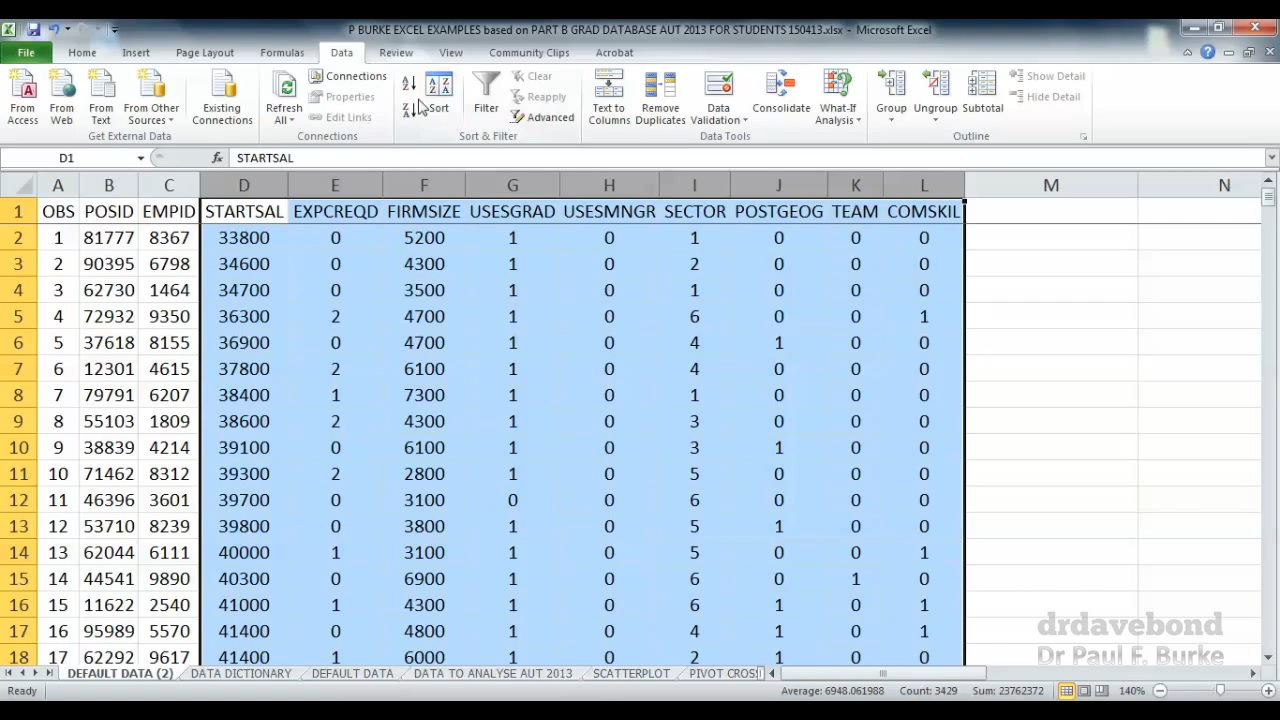 P BURKE EXCEL EXAMPLES based on PART B GRAD DATABASE AUT 2013 FOR STUDENTS 150413.xlsx - Microsoft Excel
File Home Insert Page Layout Formulas Data Review View Community Clips Acrobat
From Access
From Web
From Text
From Other Sources
Existing Connections
Get External Data
Refresh All
Connections
Properties
Edit Links
Connections
Sort
Filter
Clear
Reapply
Advanced
Sort & Filter
Text to Columns
Remove Duplicates
Data Validation
Consolidate
What-If Analysis
Data Tools
Group
Ungroup
Subtotal
Show Detail
Hide Detail
Outline
D1 fx STARTSAL
A B C D E F G H I J K L M N
1 OBS POSID EMPID STARTSAL EXPCREQD FIRMSIZE USESGRAD USESMNGR SECTOR POSTGEOG TEAM COMSKIL
2 1 81777 8367 33800 0 5200 1 0 1 0 0 0
3 2 90395 6798 34600 0 4300 1 0 2 0 0 0
4 3 62730 1464 34700 0 3500 1 0 1 0 0 0
5 4 72932 9350 36300 2 4700 1 0 6 0 0 1
6 5 37618 8155 36900 0 4700 1 0 4 1 0 0
7 6 12301 4615 37800 2 6100 1 0 4 0 0 0
8 7 79791 6207 38400 1 7300 1 0 1 0 0 0
9 8 55103 1809 38600 2 4300 1 0 3 0 0 0
10 9 38839 4214 39100 0 6100 1 0 3 1 0 0
11 10 71462 8312 39300 2 2800 1 0 5 0 0 0
12 11 46396 3601 39700 0 3100 0 0 6 0 0 0
13 12 53710 8239 39800 0 3800 1 0 5 1 0 0
14 13 62044 6111 40000 1 3100 1 0 5 0 0 1
15 14 44541 9890 40300 0 6900 1 0 6 0 1 0
16 15 11622 2540 41000 1 4300 1 0 6 1 0 1
17 16 95989 5570 41400 0 4800 1 0 4 1 0 1
18 17 62292 9617 41400 1 6000 1 0 2 1 0 0
drdavebond
Dr Paul F. Burke
DEFAULT DATA (2) DATA DICTIONARY DEFAULT DATA DATA TO ANALYSE AUT 2013 SCATTERPLOT PIVOT CROSS
Ready Average: 6948.061988 Count: 3429 Sum: 23762372 140%